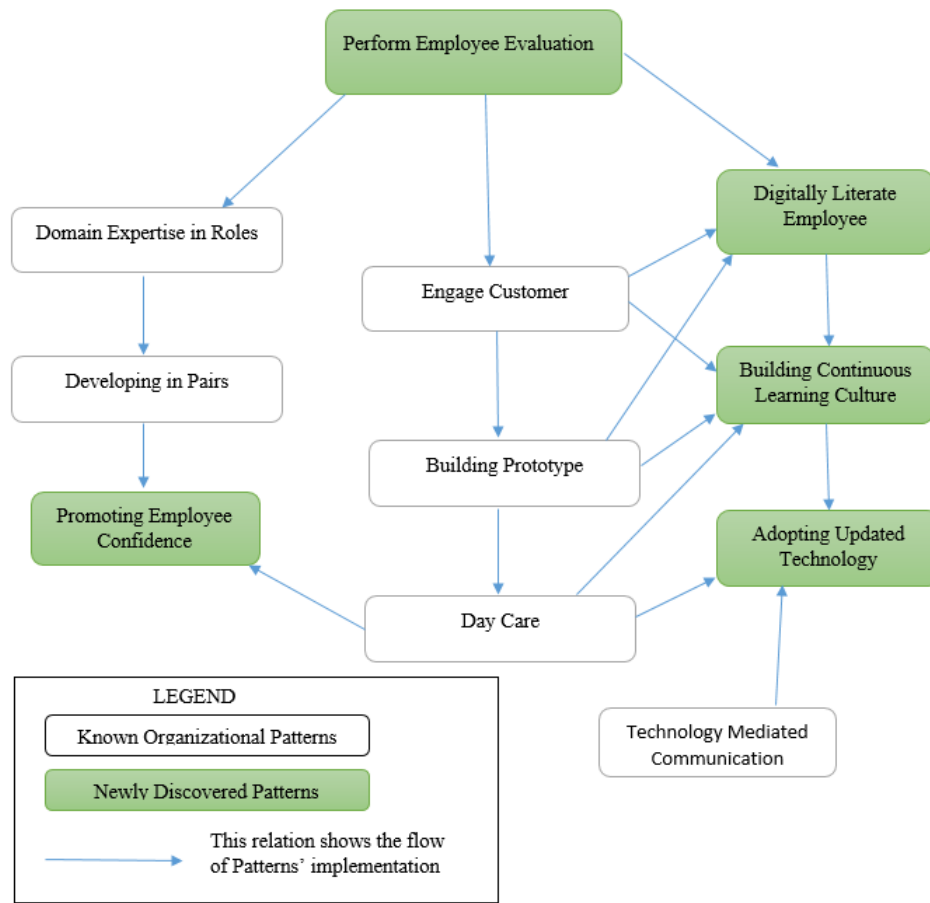 Perform Employee Evaluation
Digitally Literate
Employee
Domain Expertise in Roles
Engage Customer
Developing in Pairs
Building Continuous
Learning Culture
Building Prototype
Promoting Employee
Confidence
Adopting Updated
Technology
Day Care
LEGEND
Known Organizational Patterns
Newly Discovered Patterns
This relation shows the flow
of Patterns’ implementation
Technology Mediated
Communication